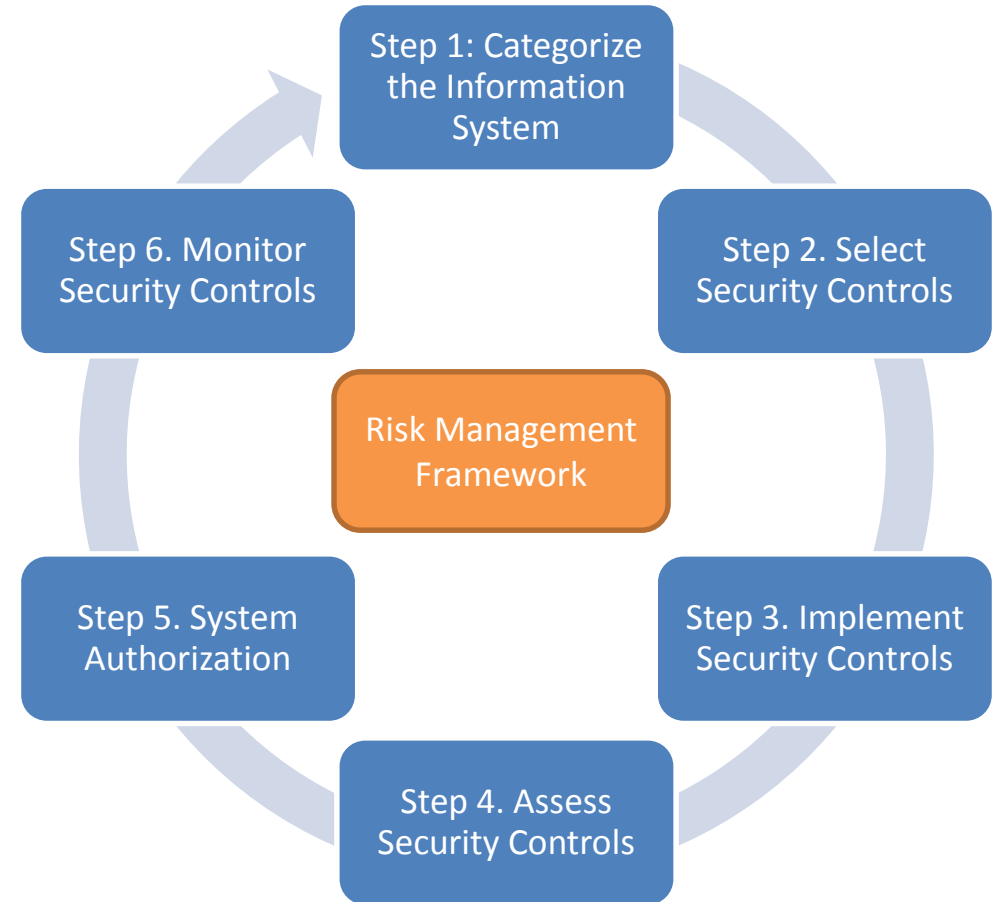 Step 1: Categorize
the Information
System
Step 2. Select
Security Controls
Step 3. Implement
Security Controls
Step 4. Assess
Security Controls
Step 5. System
Authorization
Step 6. Monitor
Security Controls
Risk Management
Framework